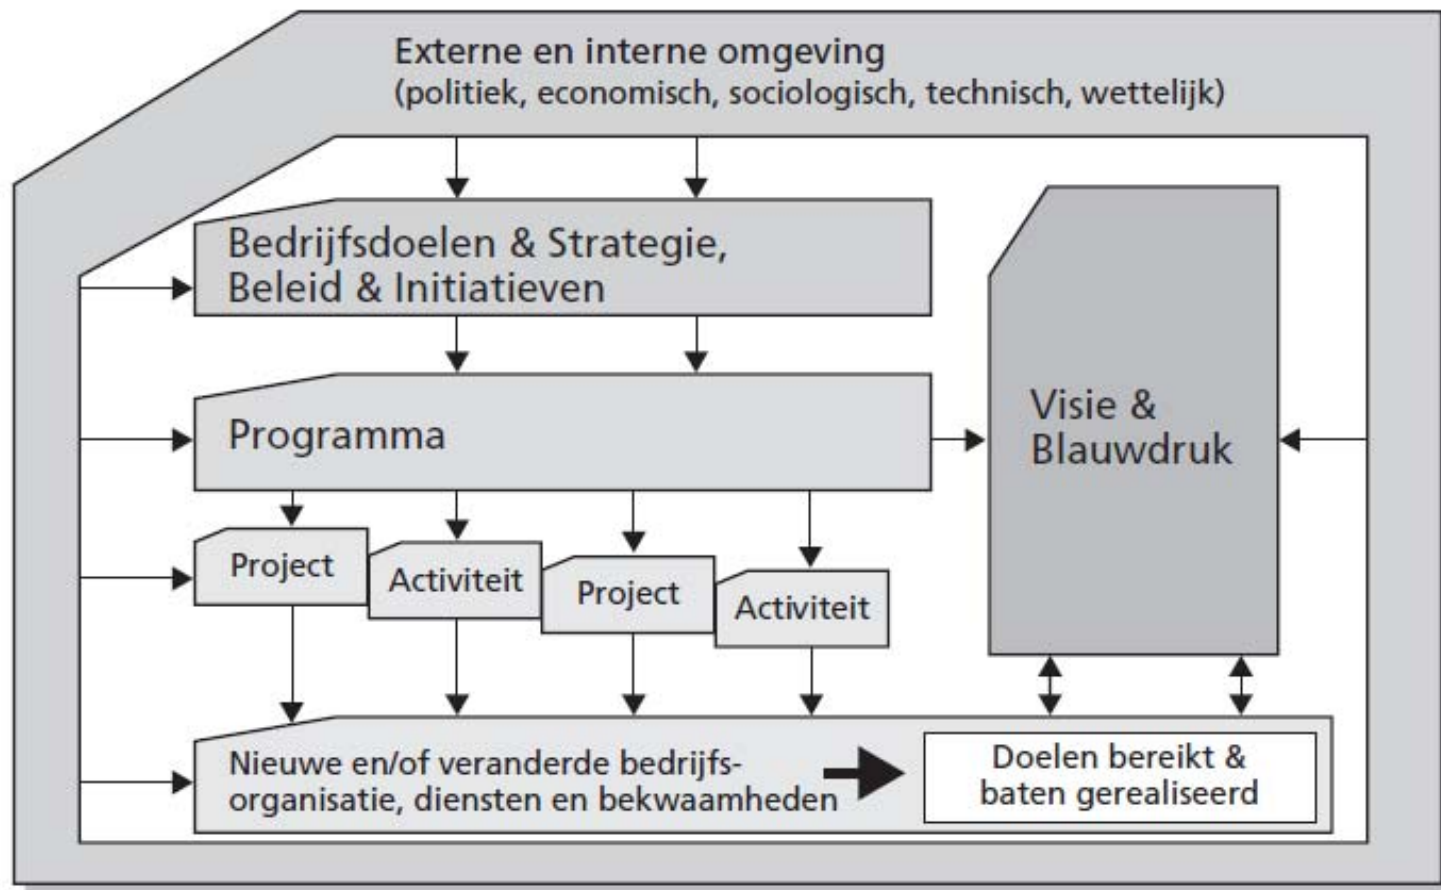 Externe en interne omgeving
(politiek, economisch, sociologisch, technisch, wettelijk)
Bedrijfsdoelen & Strategie,
Beleid & Initiatieven
Programma
Visie &
Blauwdruk
Project
Activiteit
Project
Activiteit
Nieuwe en/of veranderde bedrijfs-
organisatie, diensten en bekwaamheden
Doelen bereikt &
baten gerealiseerd